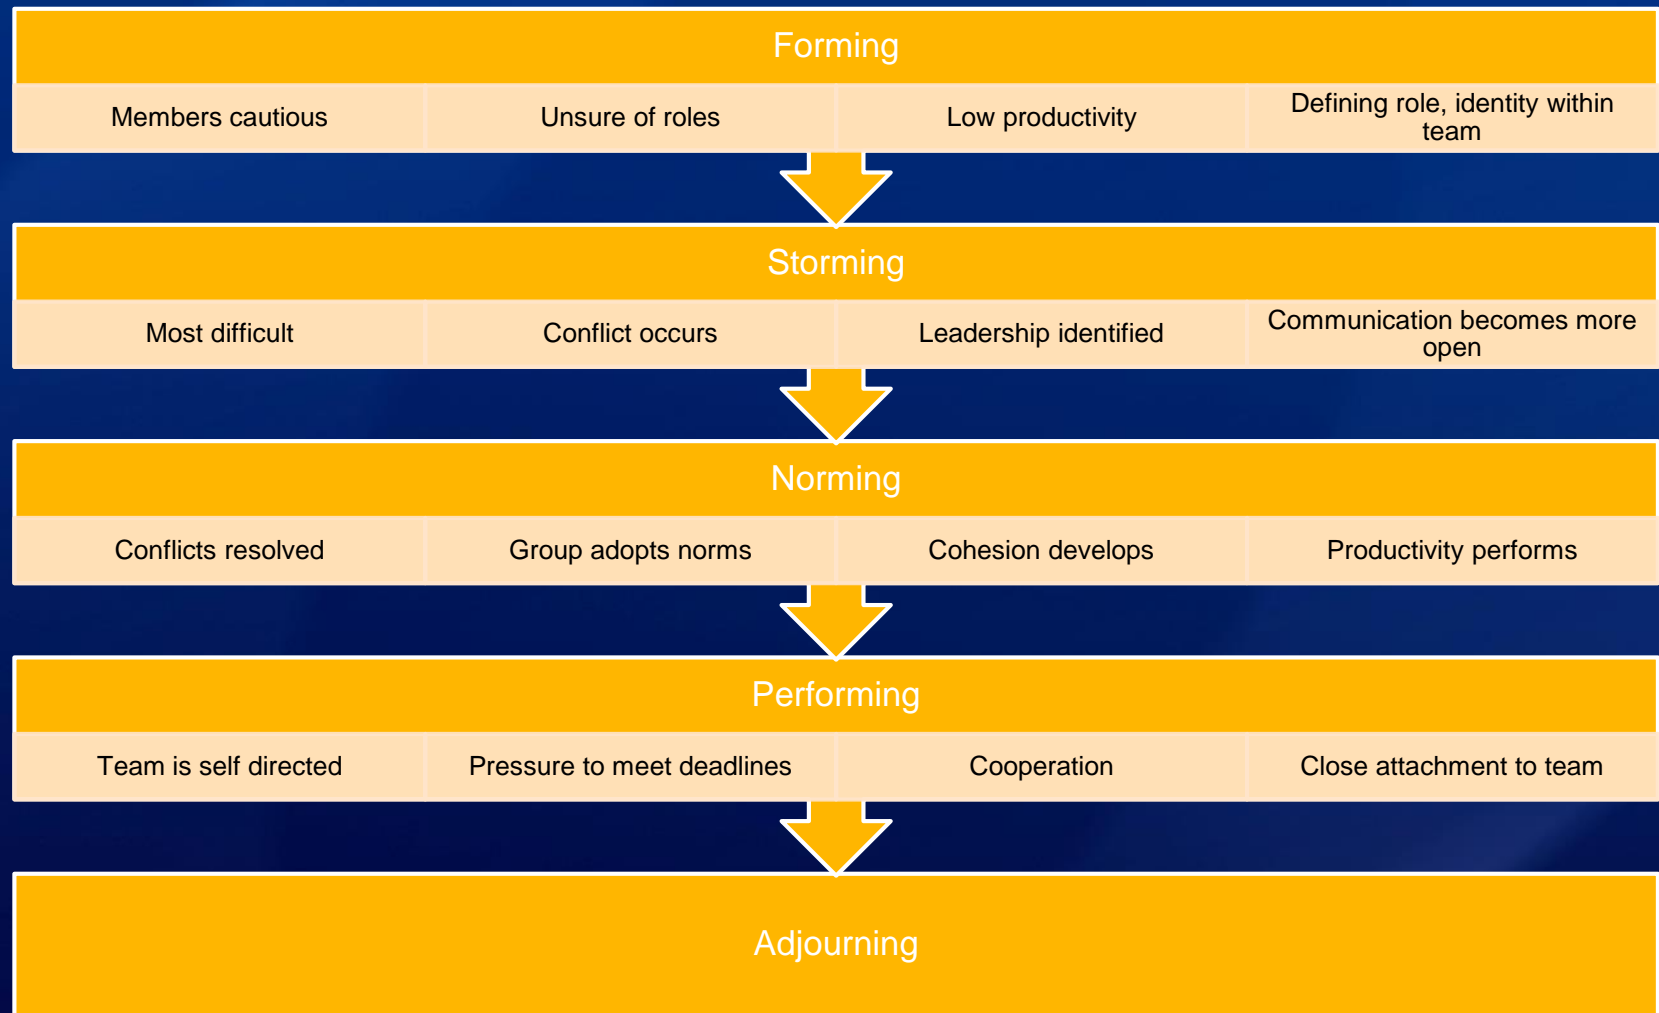 Forming
Members cautious
Unsure of roles
Low productivity
Defining role, identity within
team
Storming
Most difficult
Conflict occurs
Leadership identified
Communication becomes more
open
Norming
Conflicts resolved
Group adopts norms
Cohesion develops
Productivity performs
Performing
Team is self directed
Pressure to meet deadlines
Cooperation
Close attachment to team
Adjourning